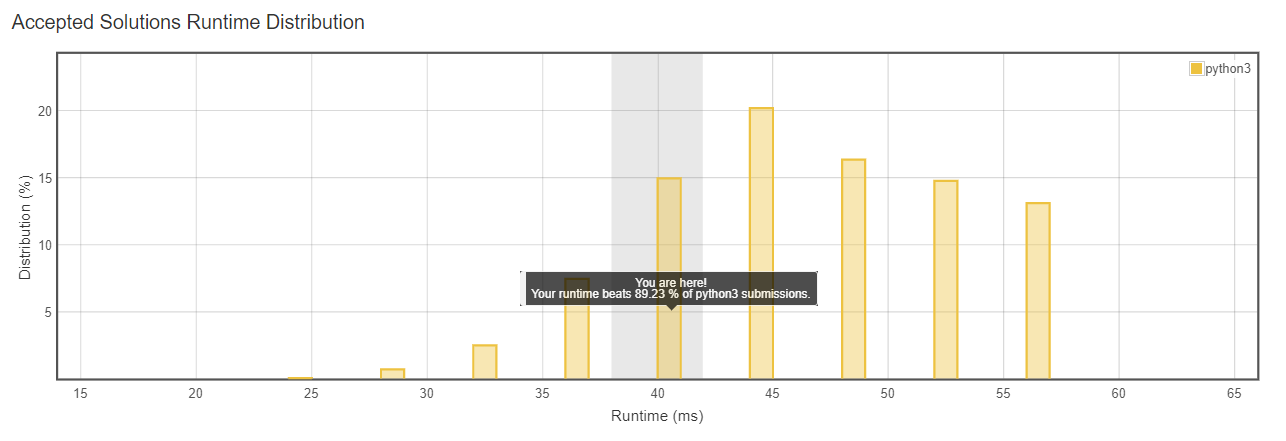 Accepted Solutions Runtime Distribution
python3
20
15
10
5
Distribution (%)
You are here!
Your runtime beats 89.23 % of python3 submissions.
15 20 25 30 35 40 45 50 55 60 65
Runtime (ms)